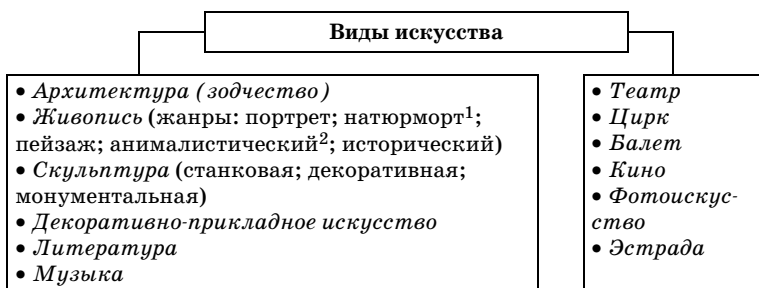 Виды искусства
• Архитектура (зодчество)
• Живопись (жанры: портрет; натюрморт¹;
пейзаж; анималистический²; исторический)
• Скульптура (станковая; декоративная;
монументальная)
• Декоративно-прикладное искусство
• Литература
• Музыка
• Театр
• Цирк
• Балет
• Кино
• Фотоискус-
ство
• Эстрада